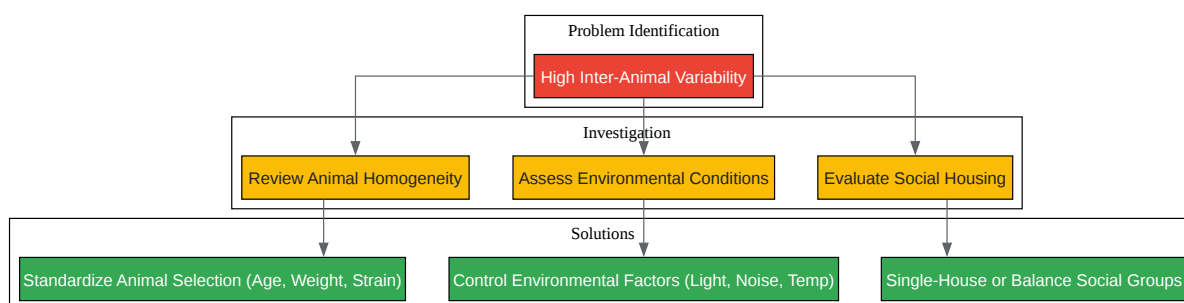 Problem Identification
High Inter-Animal Variability
Investigation
Review Animal Homogeneity
Assess Environmental Conditions
Evaluate Social Housing
Solutions
Standardize Animal Selection (Age, Weight, Strain)
Control Environmental Factors (Light, Noise, Temp)
Single-House or Balance Social Groups